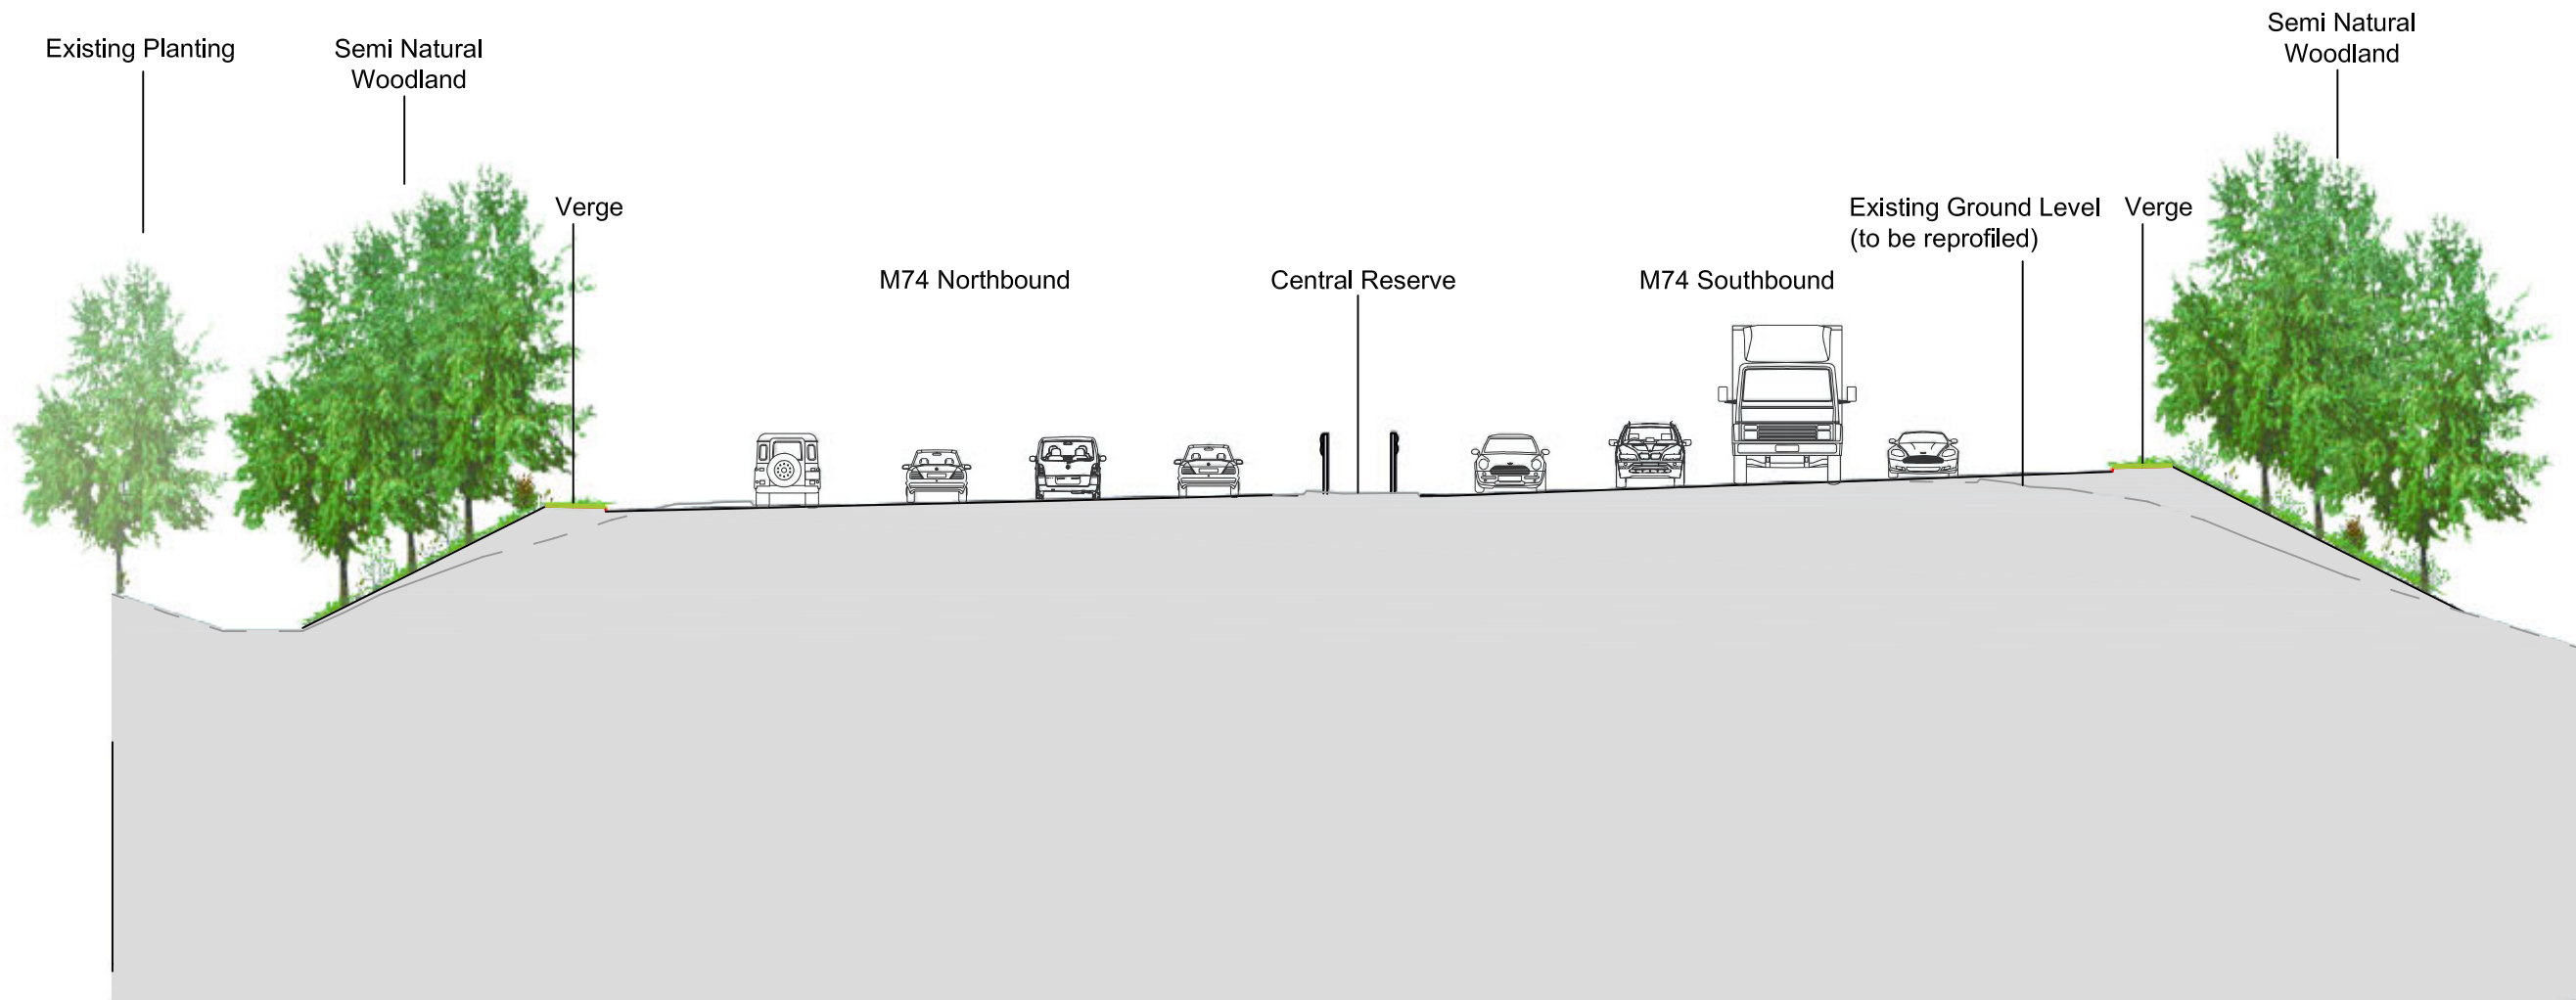 Existing Planting
Semi Natural
Woodland
Verge
M74 Northbound
Central Reserve
M74 Southbound
Existing Ground Level
(to be reprofiled)
Verge
Semi Natural
Woodland